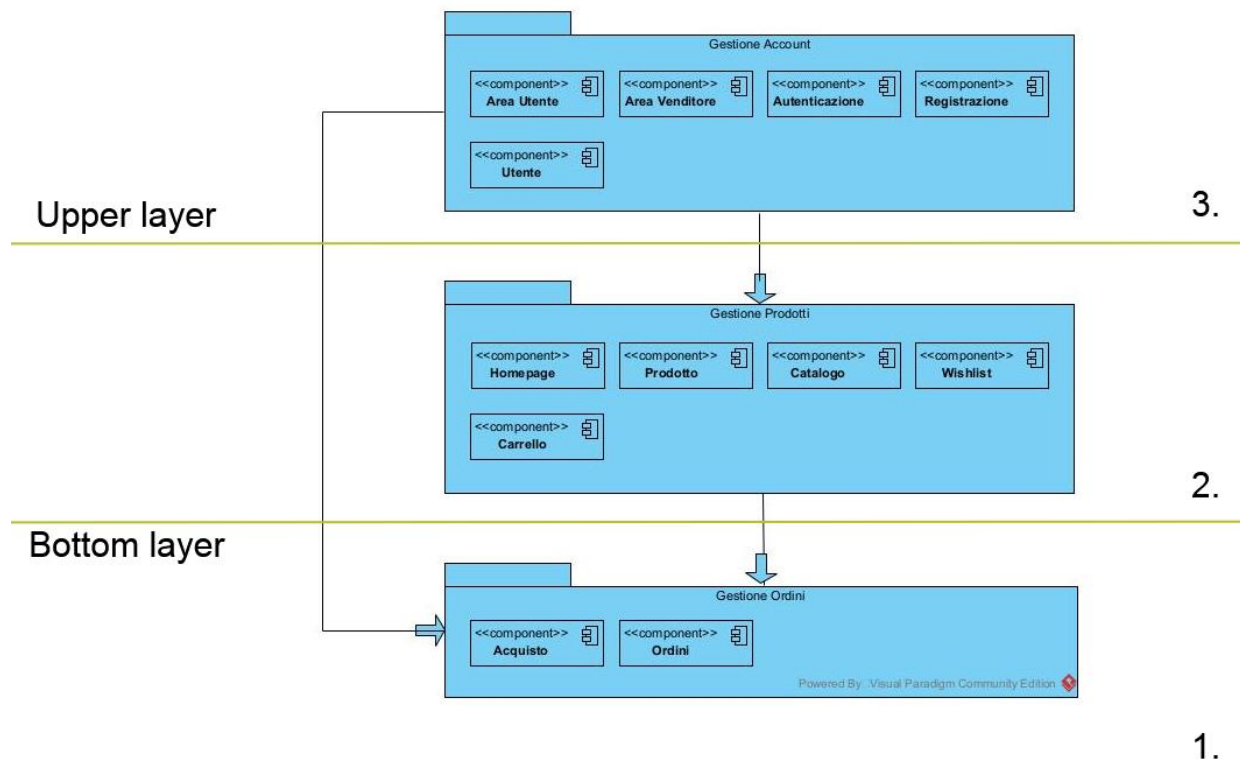 Gestione Account
<<component>> <<component>> <<component>> <<component>>
Area Utente Area Venditore Autenticazione Registrazione
<<component>>
Utente
Upper layer
3.
Gestione Prodotti
<<component>> <<component>> <<component>> <<component>>
Homepage Prodotto Catalogo Wishlist
<<component>>
Carrello
2.
Bottom layer
Gestione Ordini
<<component>> <<component>>
Acquisto Ordini
Powered By Visual Paradigm Community Edition
1.